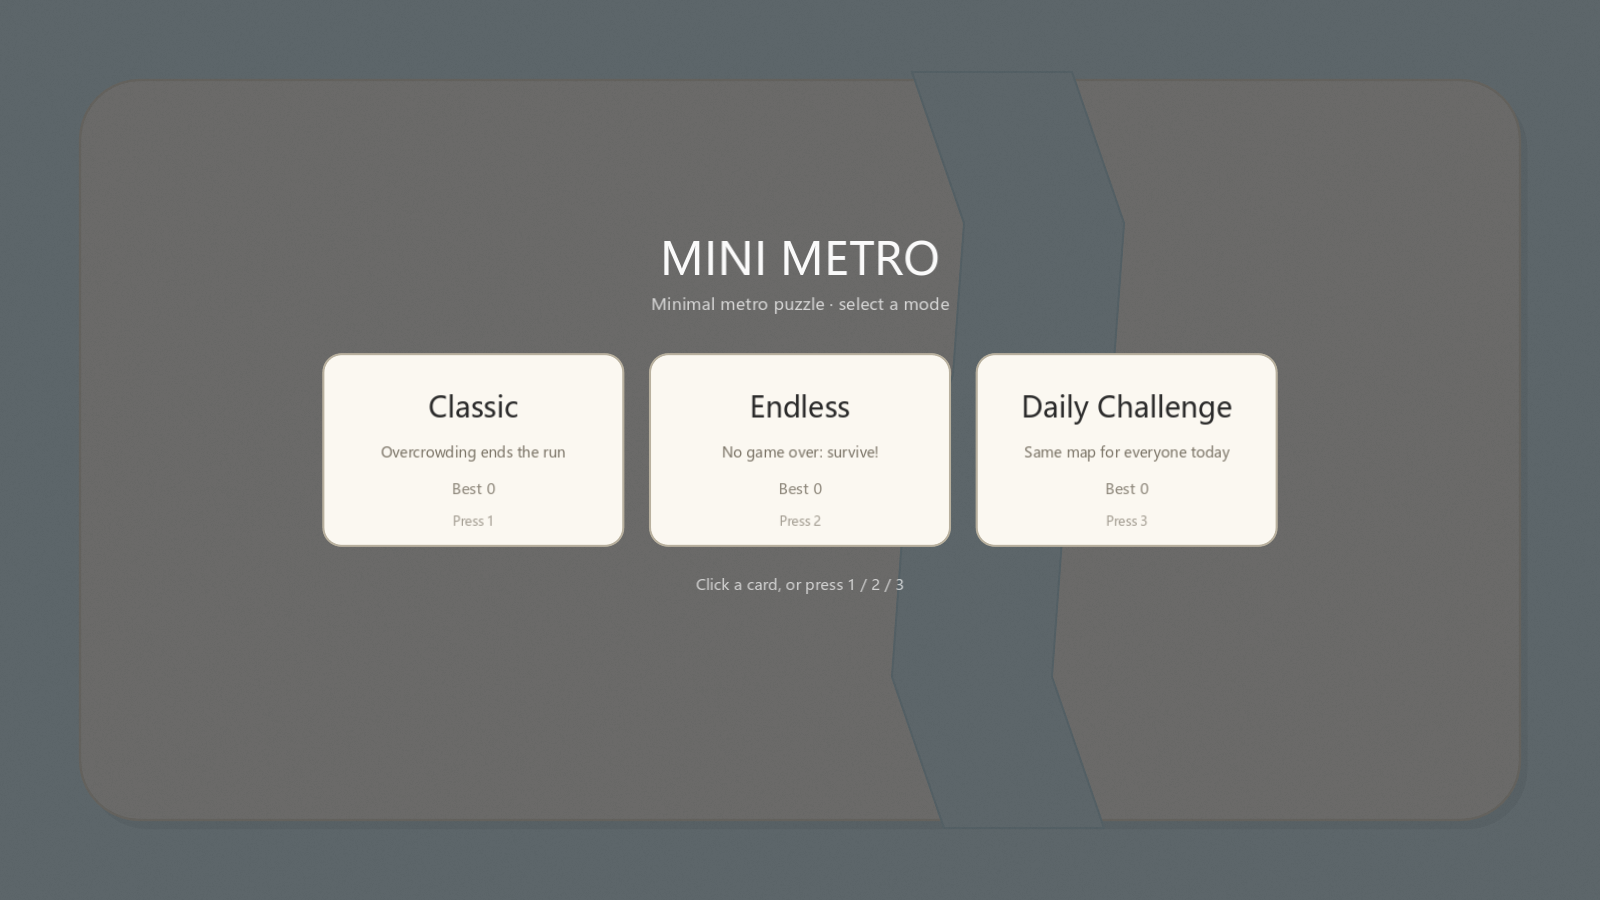 MINI METRO
Minimal metro puzzle · select a mode
Classic
Overcrowding ends the run
Best 0
Press 1
Endless
No game over: survive!
Best 0
Press 2
Daily Challenge
Same map for everyone today
Best 0
Press 3
Click a card, or press 1 / 2 / 3